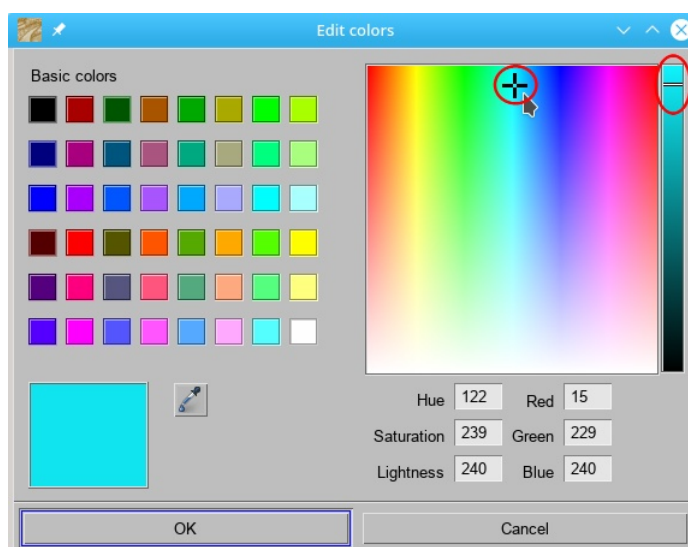 Edit colors
Basic colors
Hue 122 Red 15
Saturation 239 Green 229
Lightness 240 Blue 240
OK Cancel